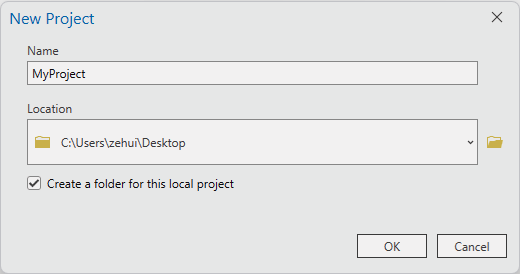 New Project
Name
MyProject
Location
C:\Users\zehui\Desktop
Create a folder for this local project
OK Cancel